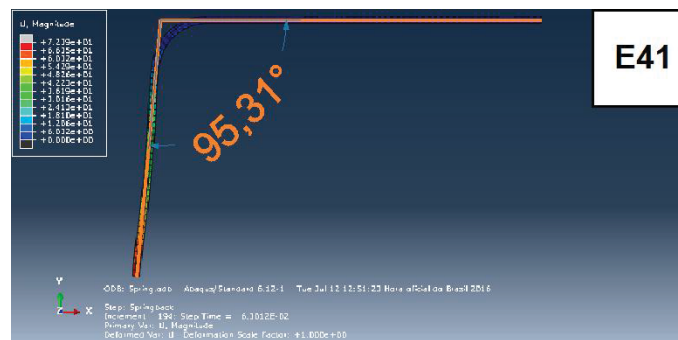 U, Magnitude
+7.239e+01
+6.635e+01
+6.032e+01
+5.429e+01
+4.826e+01
+4.223e+01
+3.619e+01
+3.016e+01
+2.413e+01
+1.810e+01
+1.206e+01
+6.032e+00
+0.000e+00
E41
95,31°
Y
Z X
ODB: Spring.odb Abaqus/Standard 6.12-1 Tue Jul 12 12:51:23 Hora oficial do Brasil 2016
Step: Springback
Increment 194: Step Time = 6.3012E-02
Primary Var: U, Magnitude
Deformed Var: U Deformation Scale Factor: +1.000e+00